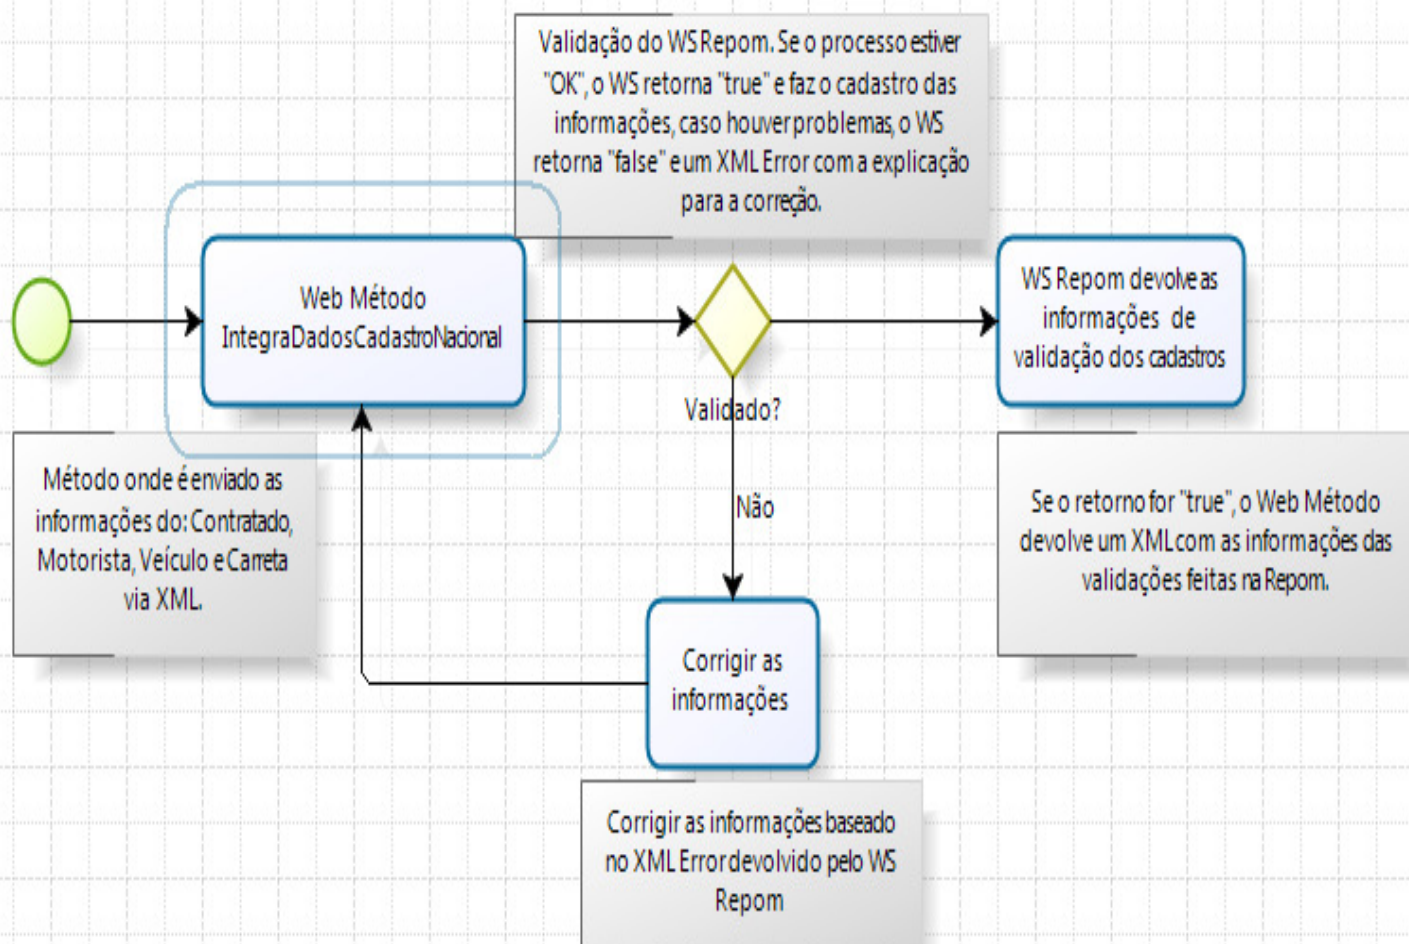 Validação do WS Repom. Se o processo estiver
"OK", o WS retorna "true" e faz o cadastro das
informações, caso houver problemas, o WS
retorna "false" e um XML Error com a explicação
para a correção.
Web Método
IntegraDadosCadastroNacional
WS Repom devolve as
informações de
validação dos cadastros
Validado?
Método onde é enviado as
informações do: Contratado,
Motorista, Veículo e Carreta
via XML.
Não
Se o retorno for "true", o Web Método
devolve um XML com as informações das
validações feitas na Repom.
Corrigir as
informações
Corrigir as informações baseado
no XML Error devolvido pelo WS
Repom